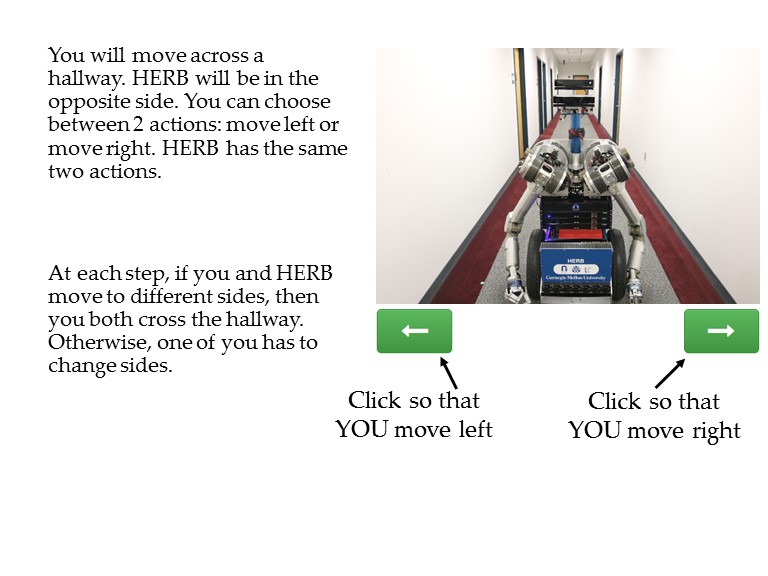 You will move across a
hallway. HERB will be in the
opposite side. You can choose
between 2 actions: move left or
move right. HERB has the same
two actions.
At each step, if you and HERB
move to different sides, then
you both cross the hallway.
Otherwise, one of you has to
change sides.
HERB
Carnegie Mellon University
Click so that
YOU move left
Click so that
YOU move right